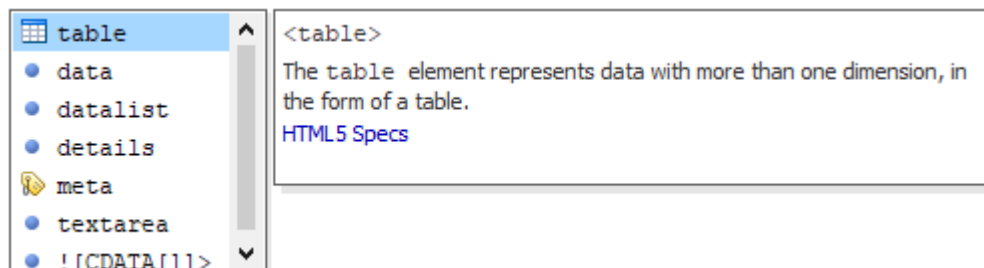 table
data
datalist
details
meta
textarea
![CDATA[]]>
<table>
The table element represents data with more than one dimension, in
the form of a table.
HTML5 Specs